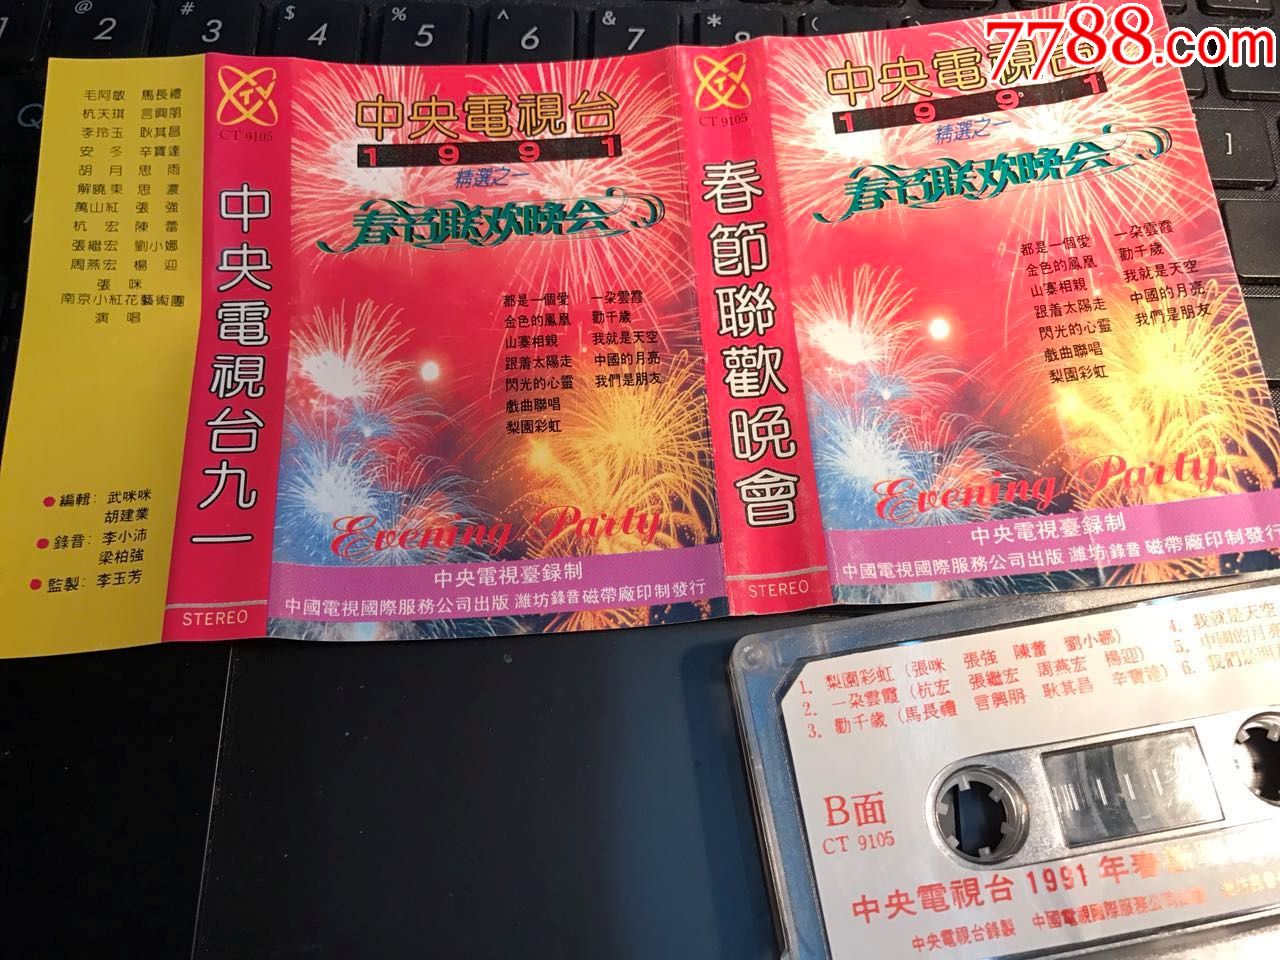 7788.com
1
2
#
3
$
4
5
^
6
&
7
8
Q
]
毛阿敏 馬長禮
杭天琪 言興朋
李玲玉 耿其昌
安冬 辛寶達
胡月 思雨
解曉東 思濃
萬山紅 張強
杭宏 陳蕾
張繼宏 劉小娜
周燕宏 楊迎
張咪
南京小紅花藝術團
演唱
●編輯：武咪咪
胡建業
●錄音：李小沛
梁柏強
●監製：李玉芳
CTV
CT 9105
中央電視台九一
STEREO
中央電視台
1991
精選之一
春节联欢晚会
都是一個愛 一朵雲霞
金色的鳳凰 勸千歲
山寨相親 我就是天空
跟着太陽走 中國的月亮
閃光的心靈 我們是朋友
戲曲聯唱
梨園彩虹
Evening Party
中央電視臺録制
中國電視國際服務公司出版 濰坊錄音磁帶廠印制發行
CTV
CT 9105
春節聯歡晚會
STEREO
中央電視台
1991
精選之一
春节联欢晚会
都是一個愛 一朵雲霞
金色的鳳凰 勸千歲
山寨相親 我就是天空
跟着太陽走 中國的月亮
閃光的心靈 我們是朋友
戲曲聯唱
梨園彩虹
Evening Party
中央電視臺録制
中國電視國際服務公司出版 濰坊錄音磁帶廠印制發行
1. 梨園彩虹（張咪 張強 陳蕾 劉小娜）
2. 一朵雲霞（杭宏 張繼宏 周燕宏 楊迎）
3. 勸千歲（馬長禮 言興朋 耿其昌 辛寶達）
4. 我就是天空
5. 中國的月亮
6. 我們是朋友
B面
CT 9105
中央電視台1991年春
中央電視台錄製 中國電視國際服務公司